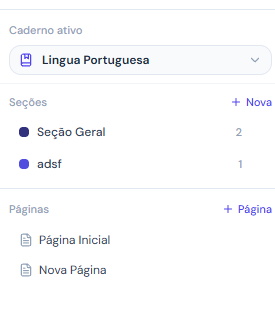 Caderno ativo
Lingua Portuguesa
Seções + Nova
Seção Geral 2
adsf 1
Páginas + Página
Página Inicial
Nova Página